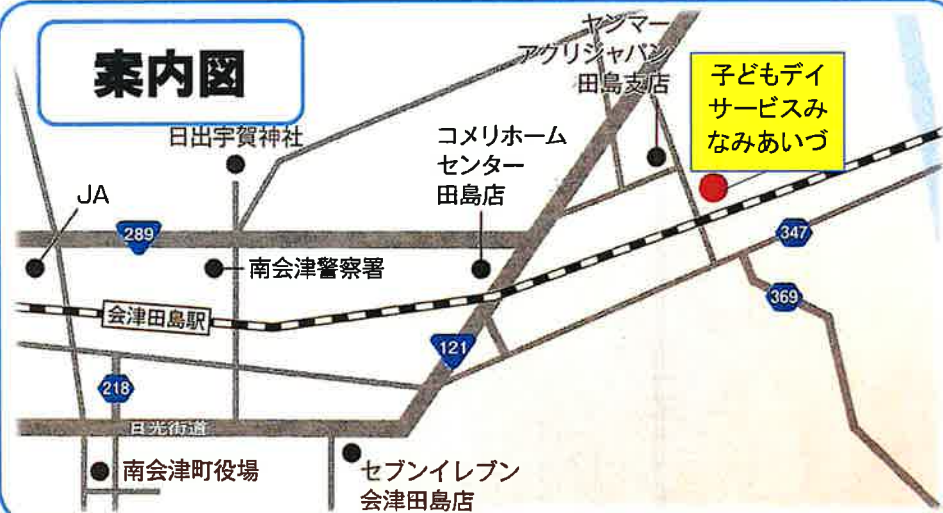 案内図
ヤンマー
アグリジャパン
田島支店
子どもデイ
サービスみ
なみあいづ
日出宇賀神社
コメリホーム
センター
田島店
JA
289
南会津警察署
347
会津田島駅
369
121
218
日光街道
南会津町役場
セブンイレブン
会津田島店